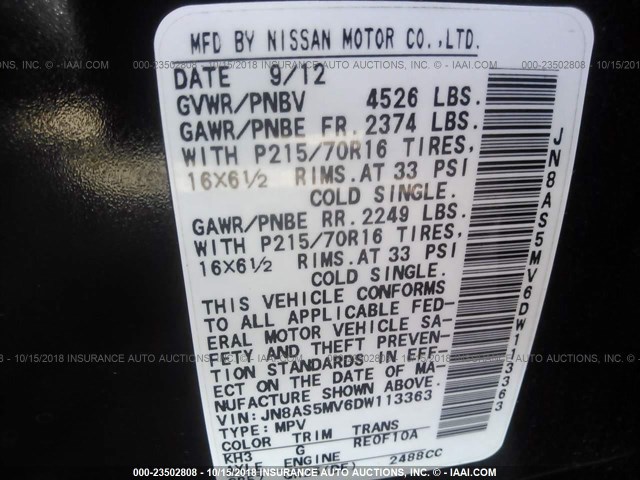 MFD BY NISSAN MOTOR CO.,LTD.
DATE 9/12
GVWR/PNBV 4526 LBS.
GAWR/PNBE FR. 2374 LBS.
WITH P215/70R16 TIRES,
16X6½ RIMS.AT 33 PSI
COLD SINGLE.
GAWR/PNBE RR. 2249 LBS.
WITH P215/70R16 TIRES,
16X6½ RIMS.AT 33 PSI
COLD SINGLE.
THIS VEHICLE CONFORMS
TO ALL APPLICABLE FED-
ERAL MOTOR VEHICLE SA-
FETY AND THEFT PREVEN-
TION STANDARDS IN EFF-
ECT ON THE DATE OF MA-
NUFACTURE SHOWN ABOVE.
VIN: JN8AS5MV6DW113363
TYPE: MPV
COLOR TRIM TRANS
KH3 G RE0F10A
ENGINE 2488CC
JN8AS5MV6DW113363
000-23502808 - 10/15/2018 INSURANCE AUTO AUCTIONS - WWW.IAAI.COM